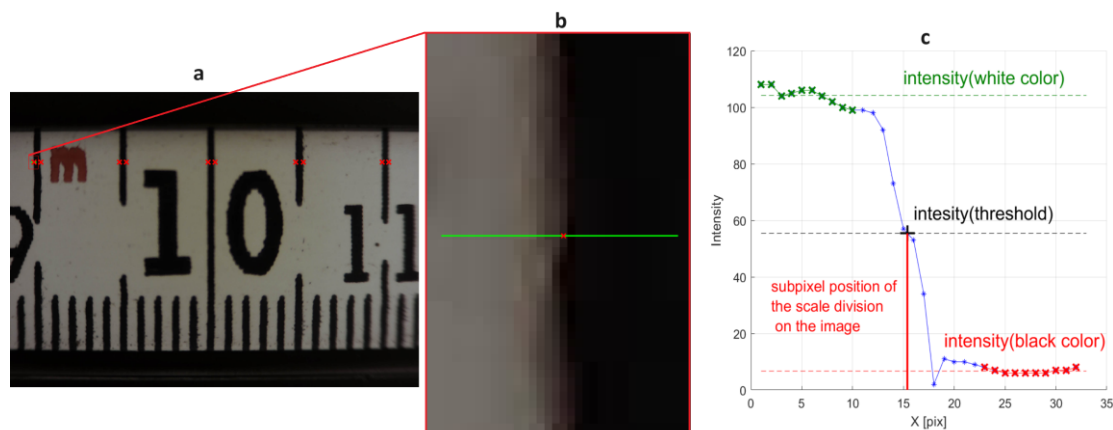 a
m
9
10
11
b
c
120
100
80
60
40
20
0
Intensity
intensity(white color)
intesity(threshold)
subpixel position of
the scale division
on the image
intensity(black color)
0 5 10 15 20 25 30 35
X [pix]